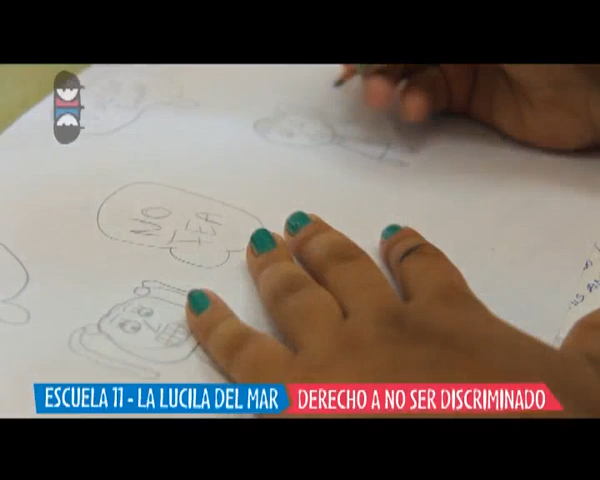 NO
FEA
ESCUELA 11 - LA LUCILA DEL MAR DERECHO A NO SER DISCRIMINADO